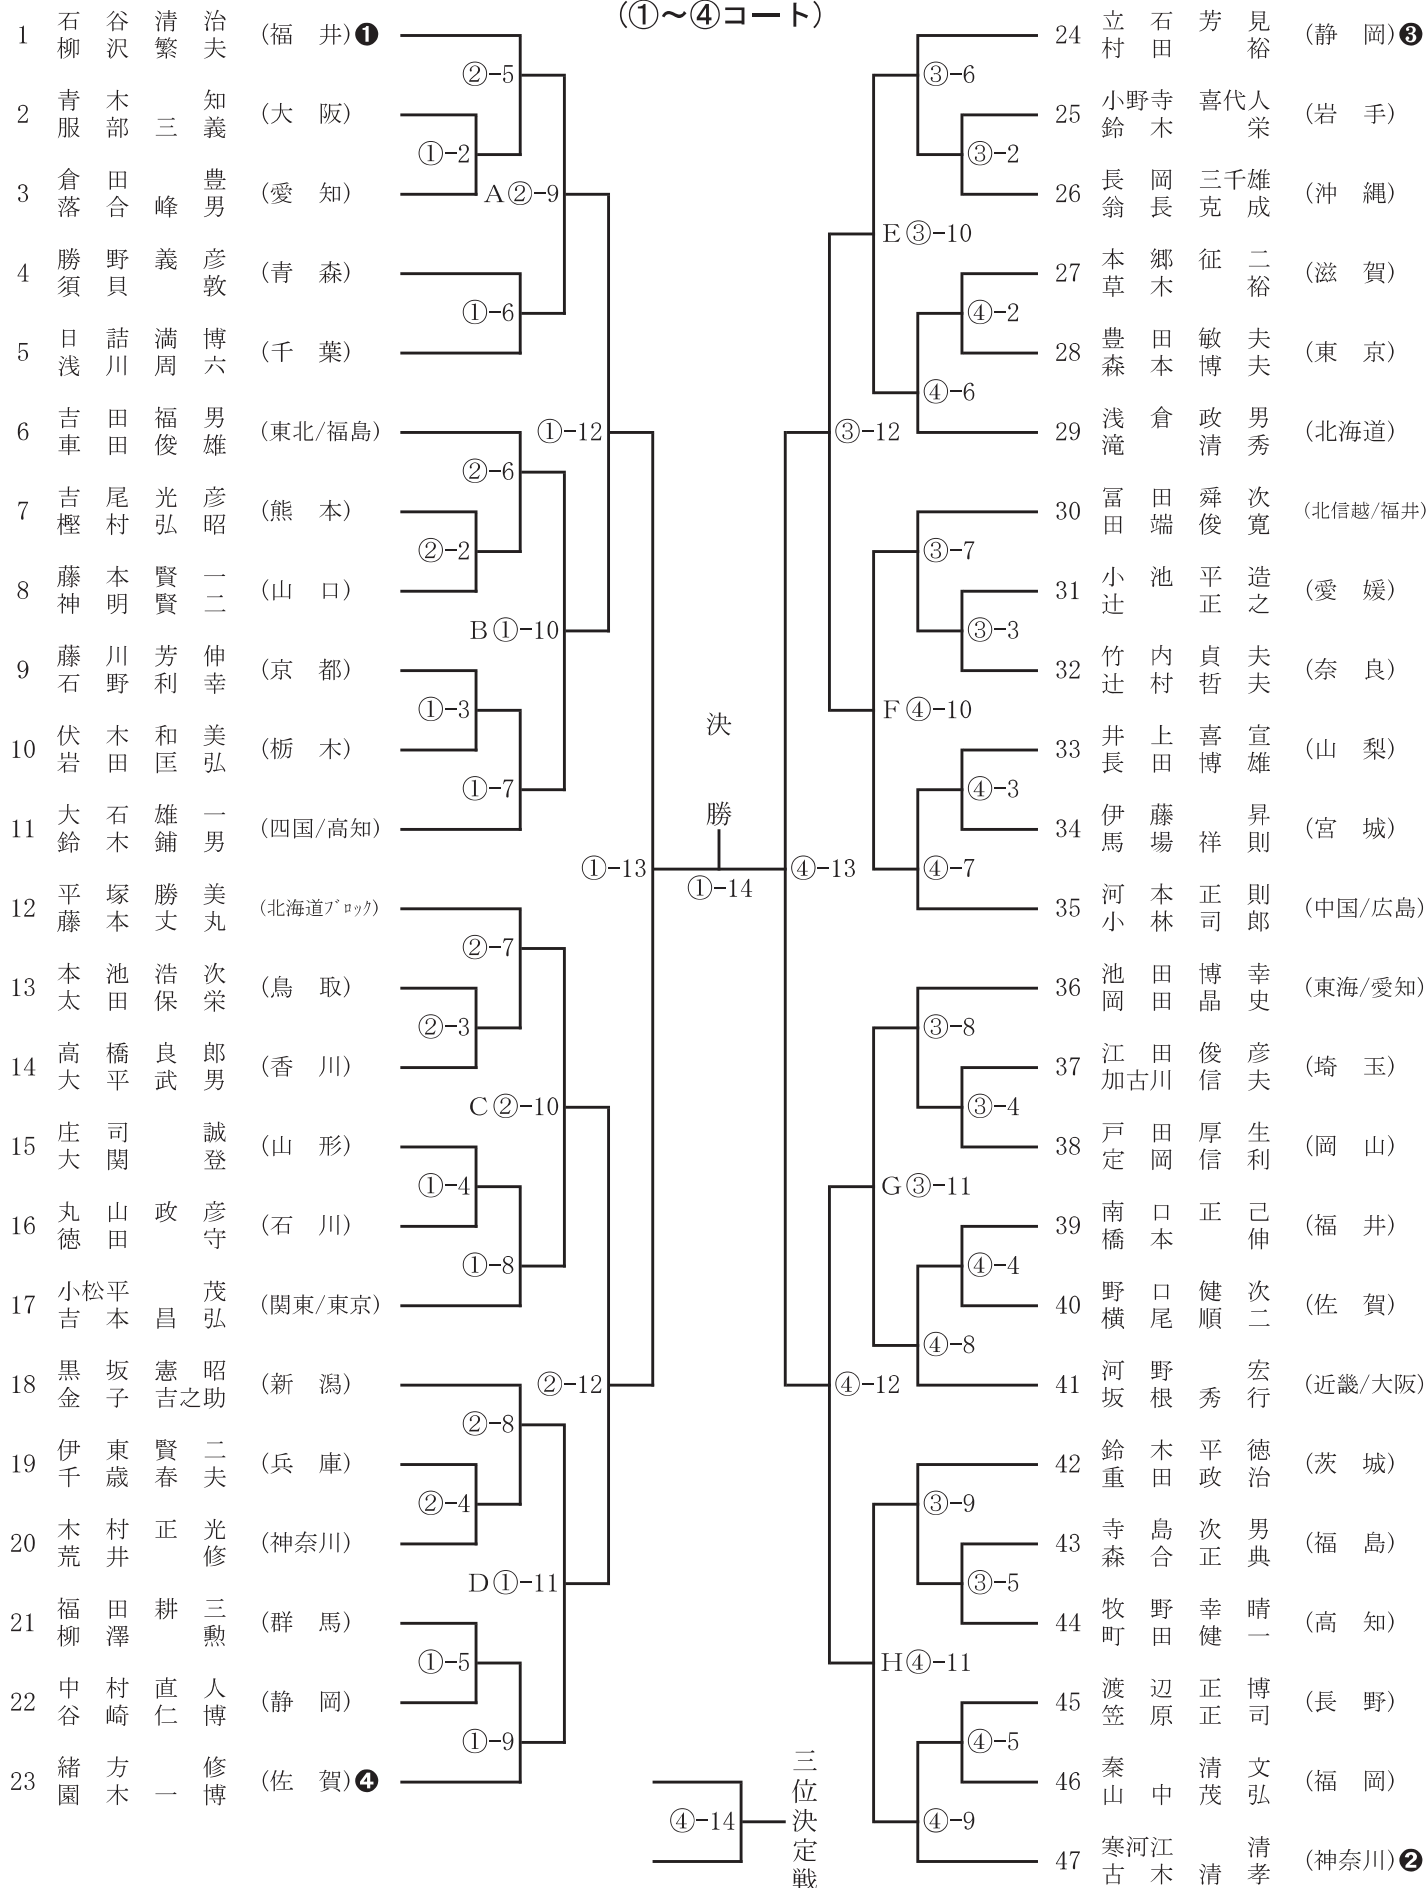 (①～④コート)
1 石谷清治 (福井)❶
柳沢繁夫
2 青木知 (大阪)
服部三義
3 倉田豊 (愛知)
落合峰男
4 勝野義彦 (青森)
須貝敦
5 日詰満博 (千葉)
浅川周六
6 吉田福男 (東北/福島)
車田俊雄
7 吉尾光彦 (熊本)
樫村弘昭
8 藤本賢一 (山口)
神明賢二
9 藤川芳伸 (京都)
石野利幸
10 伏木和美 (栃木)
岩田匡弘
11 大石雄一 (四国/高知)
鈴木鋪男
12 平塚勝美 (北海道ブロック)
藤本丈丸
13 本池浩次 (鳥取)
太田保栄
14 高橋良郎 (香川)
大平武男
15 庄司誠 (山形)
大関登
16 丸山政彦 (石川)
徳田守
17 小松平茂 (関東/東京)
吉本昌弘
18 黒坂憲昭 (新潟)
金子吉之助
19 伊東賢二 (兵庫)
千歳春夫
20 木村正光 (神奈川)
荒井修
21 福田耕三 (群馬)
柳澤勲
22 中村直人 (静岡)
谷崎仁博
23 緒方修 (佐賀)❹
園木一博
②-5
①-2
A②-9
①-6
①-12
②-6
②-2
B①-10
①-3
①-7
①-13
②-7
②-3
C②-10
①-4
①-8
②-12
②-8
②-4
D①-11
①-5
①-9
決勝
①-14
④-14
三位決定戦
③-6
③-2
E③-10
④-2
④-6
③-12
③-7
③-3
F④-10
④-3
④-7
④-13
③-8
③-4
G③-11
④-4
④-8
④-12
③-9
③-5
H④-11
④-5
④-9
24 立石芳見 (静岡)❸
村田裕
25 小野寺喜代人 (岩手)
鈴木栄
26 長岡三千雄 (沖縄)
翁長克成
27 本郷征二 (滋賀)
草木裕
28 豊田敏夫 (東京)
森本博夫
29 浅倉政男 (北海道)
滝清秀
30 冨田舜次 (北信越/福井)
田端俊寛
31 小池平造 (愛媛)
辻正之
32 竹内貞夫 (奈良)
辻村哲夫
33 井上喜宣 (山梨)
長田博雄
34 伊藤昇 (宮城)
馬場祥則
35 河本正則 (中国/広島)
小林司郎
36 池田博幸 (東海/愛知)
岡田晶史
37 江田俊彦 (埼玉)
加古川信夫
38 戸田厚生 (岡山)
定岡信利
39 南口正己 (福井)
橋本伸
40 野口健次 (佐賀)
横尾順二
41 河野宏 (近畿/大阪)
坂根秀行
42 鈴木平徳 (茨城)
重田政治
43 寺島次男 (福島)
森合正典
44 牧野幸晴 (高知)
町田健一
45 渡辺正博 (長野)
笠原正司
46 秦清文 (福岡)
山中茂弘
47 寒河江清 (神奈川)❷
古木清孝